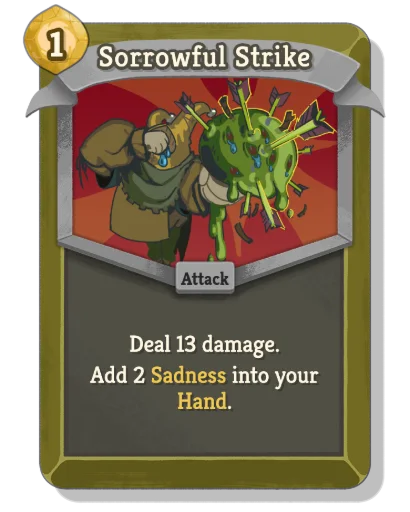 1
Sorrowful Strike
Attack
Deal 13 damage.
Add 2 Sadness into your
Hand.